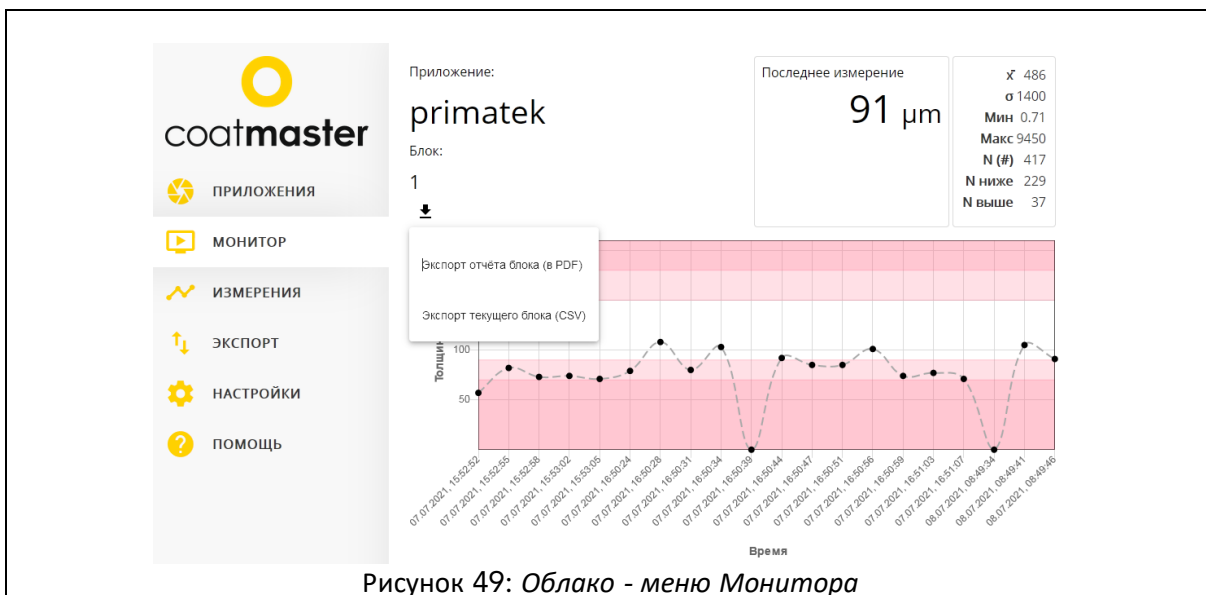 coatmaster
ПРИЛОЖЕНИЯ
МОНИТОР
ИЗМЕРЕНИЯ
ЭКСПОРТ
НАСТРОЙКИ
ПОМОЩЬ
Приложение:
primatek
Блок:
1
Экспорт отчёта блока (в PDF)
Экспорт текущего блока (CSV)
Последнее измерение
91 µm
x̄ 486
σ 1400
Мин 0.71
Макс 9450
N (#) 417
N ниже 229
N выше 37
100
50
07.07.2021, 15:52:52
07.07.2021, 15:52:55
07.07.2021, 15:52:58
07.07.2021, 15:53:02
07.07.2021, 15:53:05
07.07.2021, 16:50:24
07.07.2021, 16:50:28
07.07.2021, 16:50:31
07.07.2021, 16:50:34
07.07.2021, 16:50:39
07.07.2021, 16:50:44
07.07.2021, 16:50:47
07.07.2021, 16:50:51
07.07.2021, 16:50:56
07.07.2021, 16:50:59
07.07.2021, 16:51:03
07.07.2021, 16:51:07
08.07.2021, 08:49:34
08.07.2021, 08:49:41
08.07.2021, 08:49:46
Время
Рисунок 49: Облако - меню Монитора